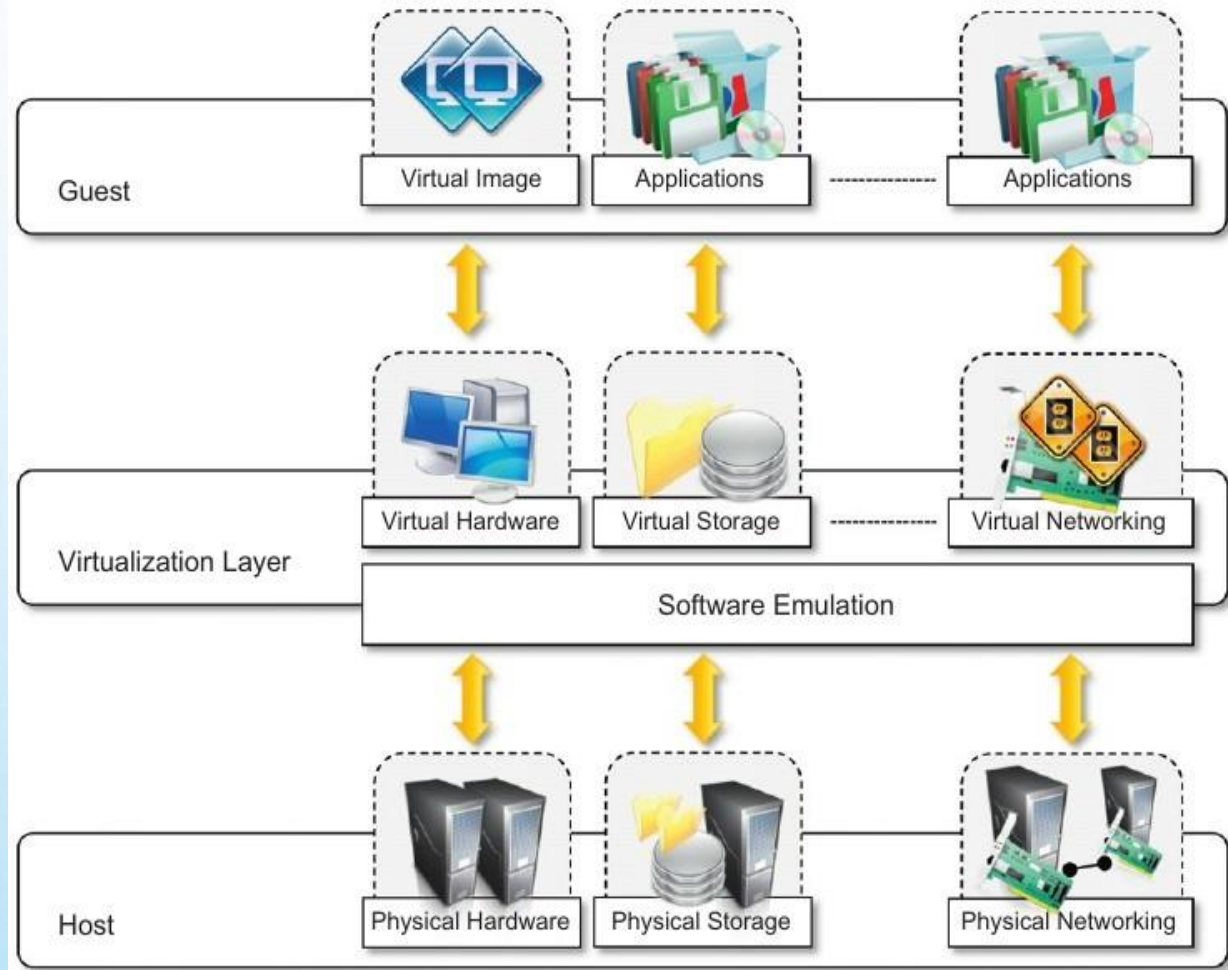 Guest
Virtual Image
Applications
Applications
Virtualization Layer
Virtual Hardware
Virtual Storage
Virtual Networking
Software Emulation
Host
Physical Hardware
Physical Storage
Physical Networking